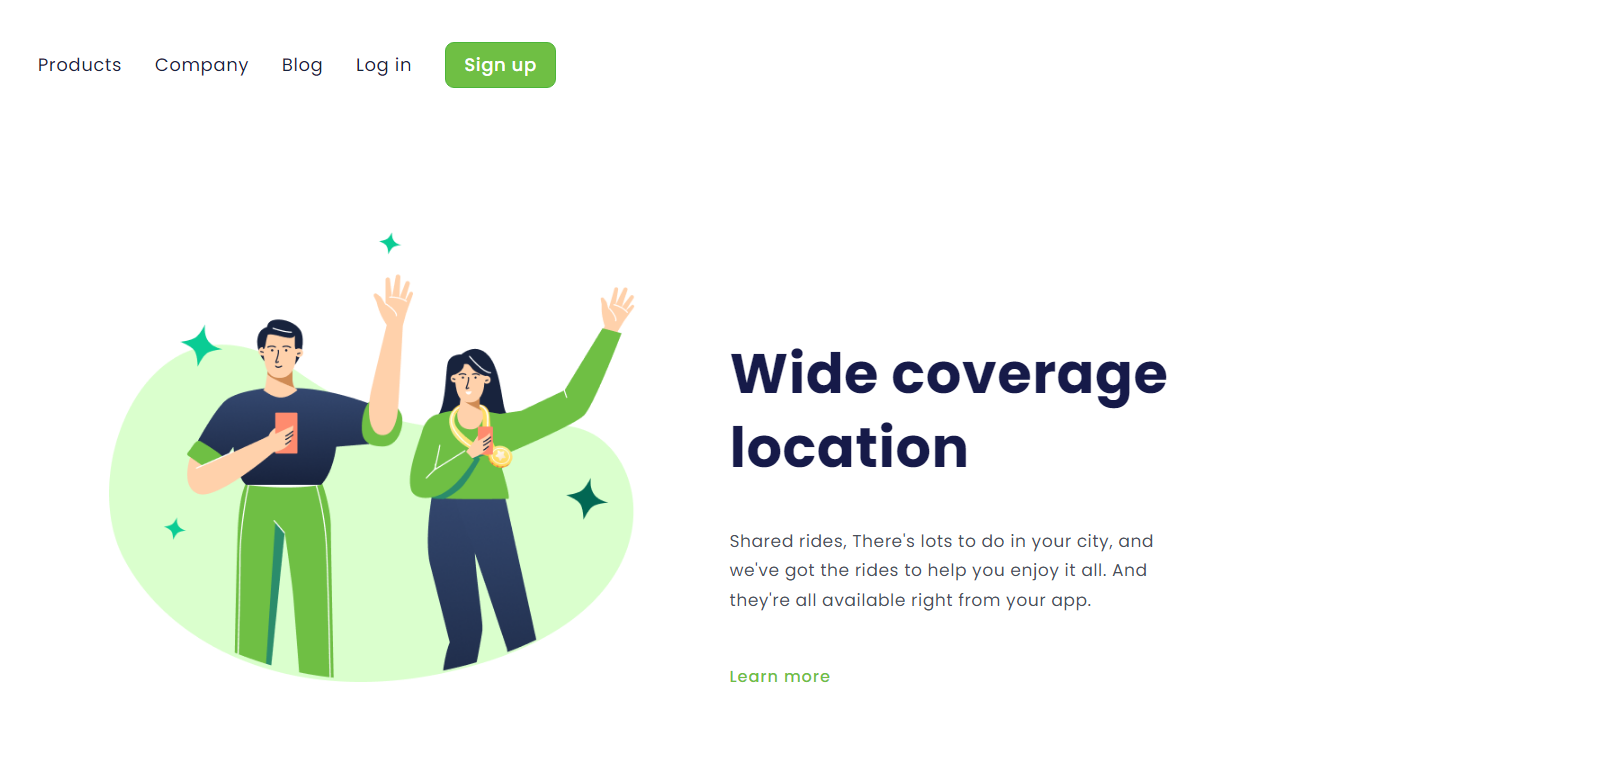 Products Company Blog Log in Sign up
Wide coverage
location
Shared rides, There's lots to do in your city, and
we've got the rides to help you enjoy it all. And
they're all available right from your app.
Learn more